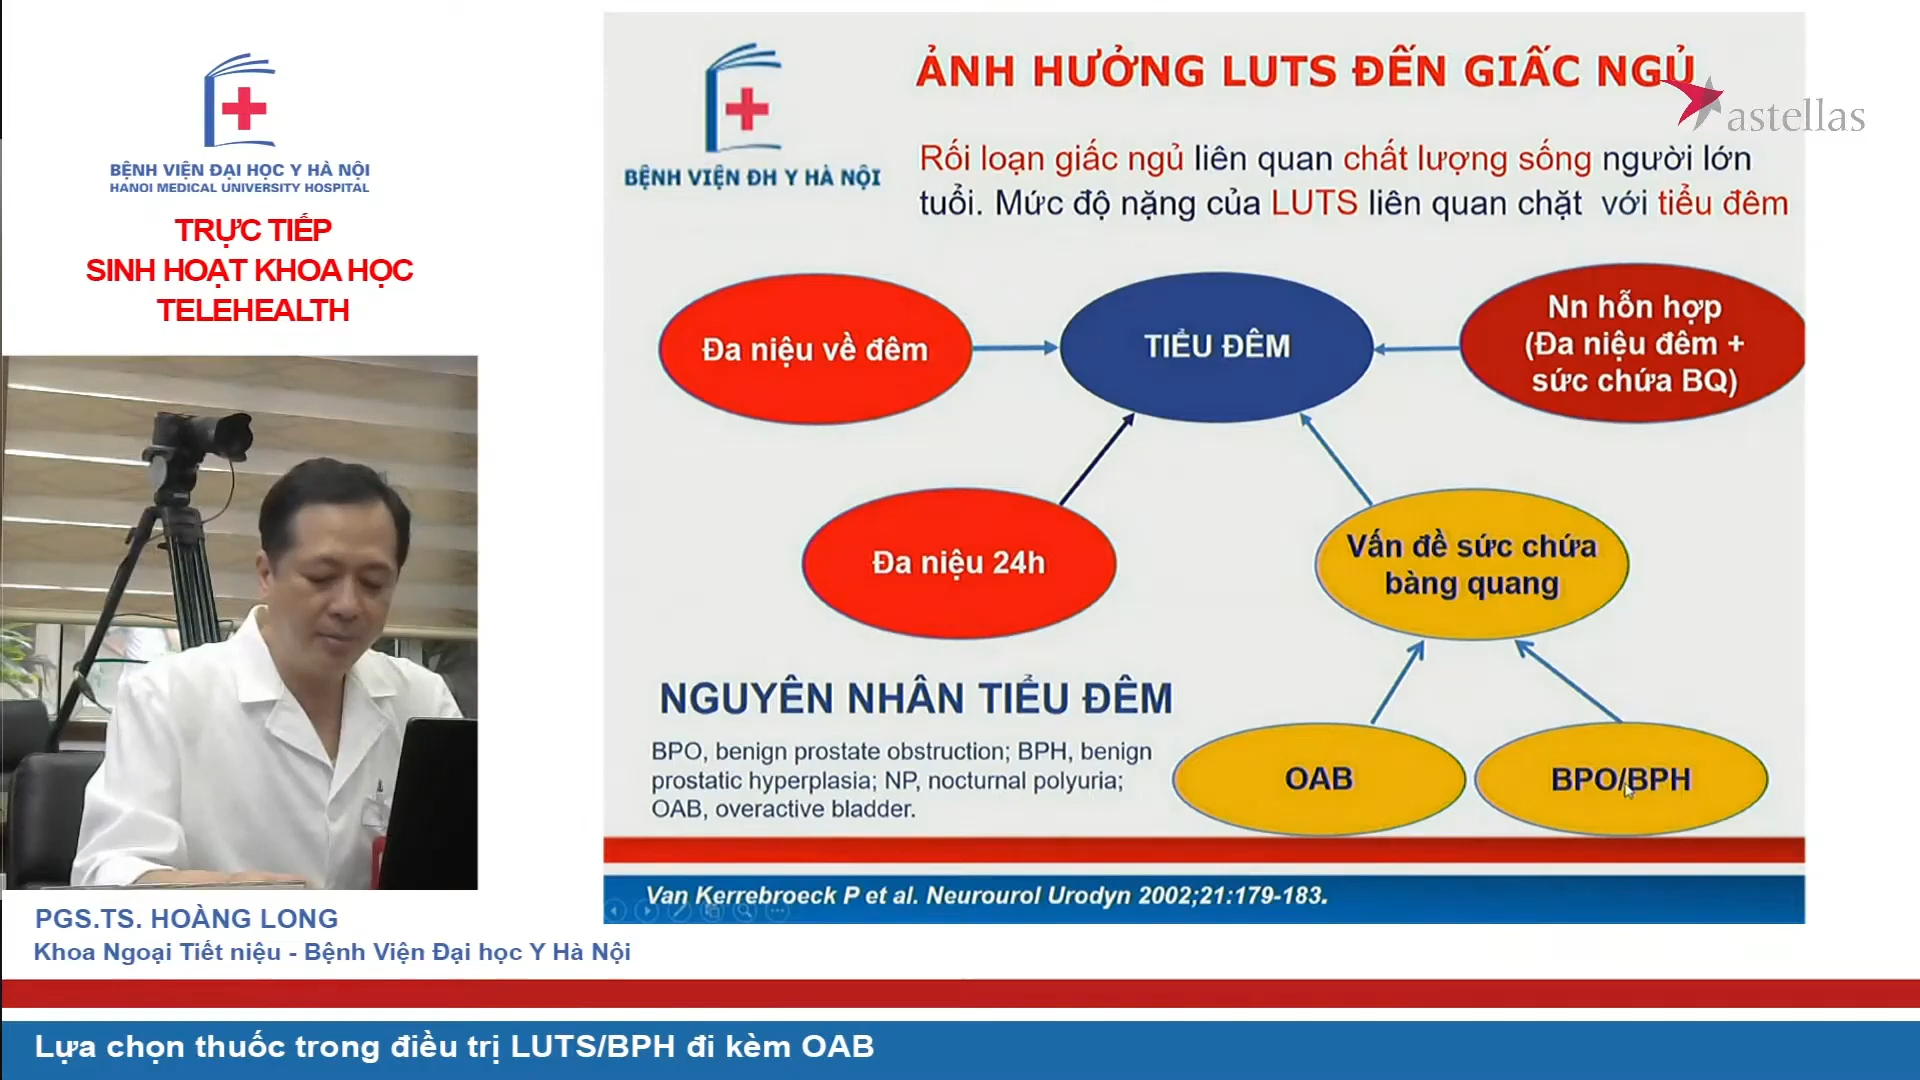 BỆNH VIỆN ĐẠI HỌC Y HÀ NỘI
HANOI MEDICAL UNIVERSITY HOSPITAL
TRỰC TIẾP
SINH HOẠT KHOA HỌC
TELEHEALTH
BỆNH VIỆN ĐH Y HÀ NỘI
ẢNH HƯỞNG LUTS ĐẾN GIẤC NGỦ
astellas
Rối loạn giấc ngủ liên quan chất lượng sống người lớn
tuổi. Mức độ nặng của LUTS liên quan chặt với tiểu đêm
Đa niệu về đêm
TIỂU ĐÊM
Nn hỗn hợp
(Đa niệu đêm +
sức chứa BQ)
Đa niệu 24h
Vấn đề sức chứa
bàng quang
NGUYÊN NHÂN TIỂU ĐÊM
BPO, benign prostate obstruction; BPH, benign
prostatic hyperplasia; NP, nocturnal polyuria;
OAB, overactive bladder.
OAB
BPO/BPH
Van Kerrebroeck P et al. Neurourol Urodyn 2002;21:179-183.
PGS.TS. HOÀNG LONG
Khoa Ngoại Tiết niệu - Bệnh Viện Đại học Y Hà Nội
Lựa chọn thuốc trong điều trị LUTS/BPH đi kèm OAB